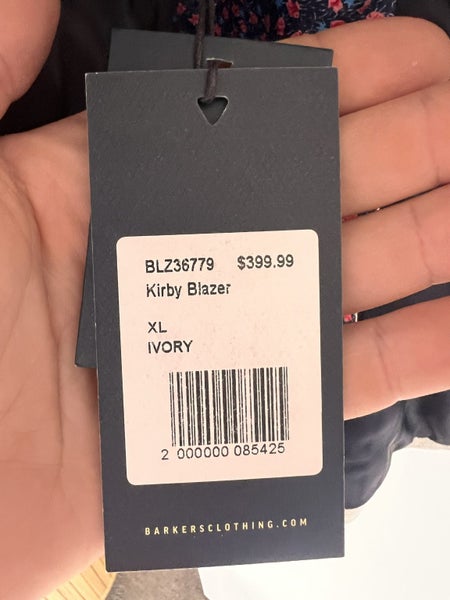 BLZ36779 $399.99
Kirby Blazer
XL
IVORY
2 000000 085425
BARKERSCLOTHING.COM